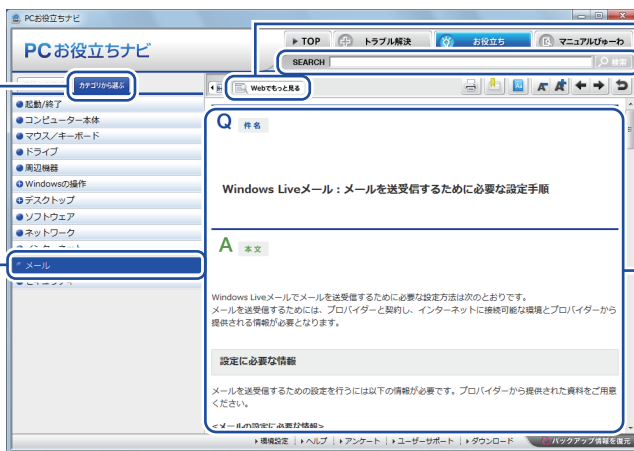 PCお役立ちナビ
PCお役立ちナビ
TOP
トラブル解決
お役立ち
マニュアルびゅーわ
SEARCH
検索
カテゴリから選ぶ
Webでもっと見る
起動/終了
コンピューター本体
マウス/キーボード
ドライブ
周辺機器
Windowsの操作
デスクトップ
ソフトウェア
ネットワーク
メール
Q 件名
Windows Liveメール：メールを送受信するために必要な設定手順
A 本文
Windows Liveメールでメールを送受信するために必要な設定方法は次のとおりです。
メールを送受信するためには、プロバイダーと契約し、インターネットに接続可能な環境とプロバイダーから
提供される情報が必要となります。
設定に必要な情報
メールを送受信するための設定を行うには以下の情報が必要です。プロバイダーから提供された資料をご用意
ください。
<メールの設定に必要な情報>
環境設定
ヘルプ
アンケート
ユーザーサポート
ダウンロード
バックアップ情報を復元